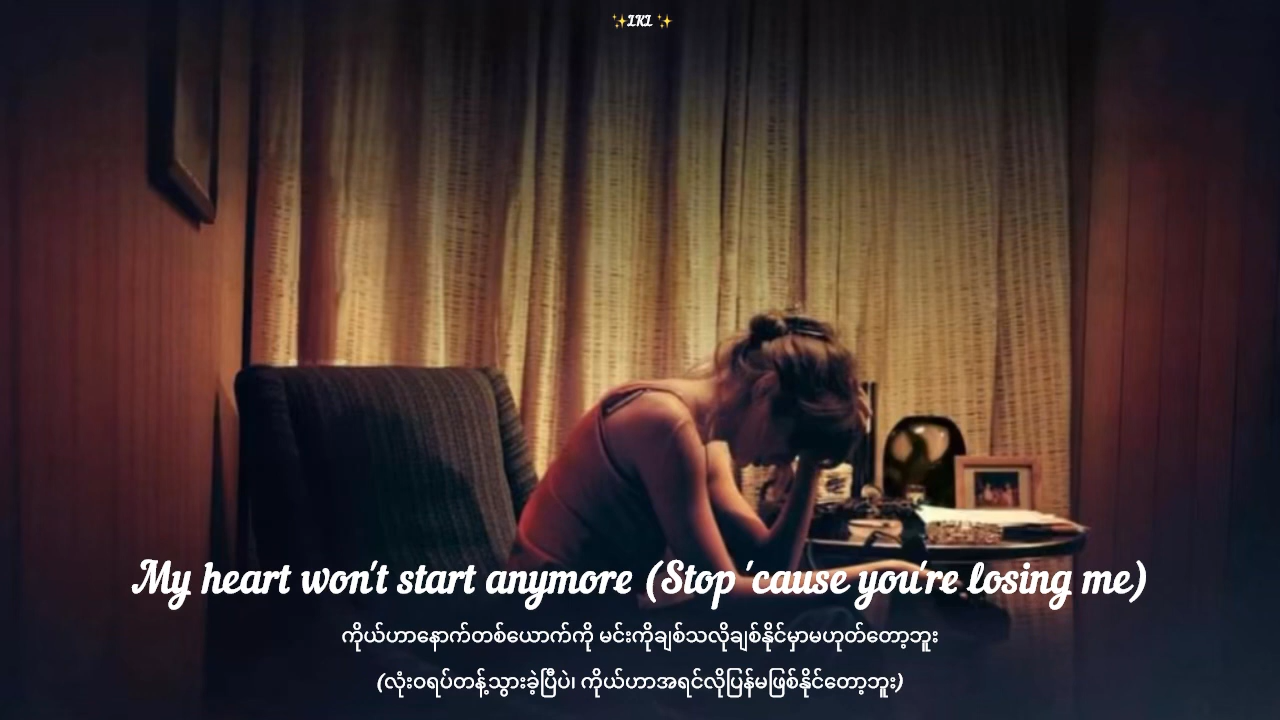 ✨LKL ✨
My heart won't start anymore (Stop 'cause you're losing me)
ကိုယ်ဟာနောက်တစ်ယောက်ကို မင်းကိုချစ်သလိုချစ်နိုင်မှာမဟုတ်တော့ဘူး
(လုံးဝရပ်တန့်သွားခဲ့ပြီပဲ၊ ကိုယ်ဟာအရင်လိုပြန်မဖြစ်နိုင်တော့ဘူး)